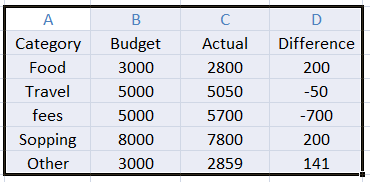 A B C D
Category Budget Actual Difference
Food 3000 2800 200
Travel 5000 5050 -50
fees 5000 5700 -700
Sopping 8000 7800 200
Other 3000 2859 141